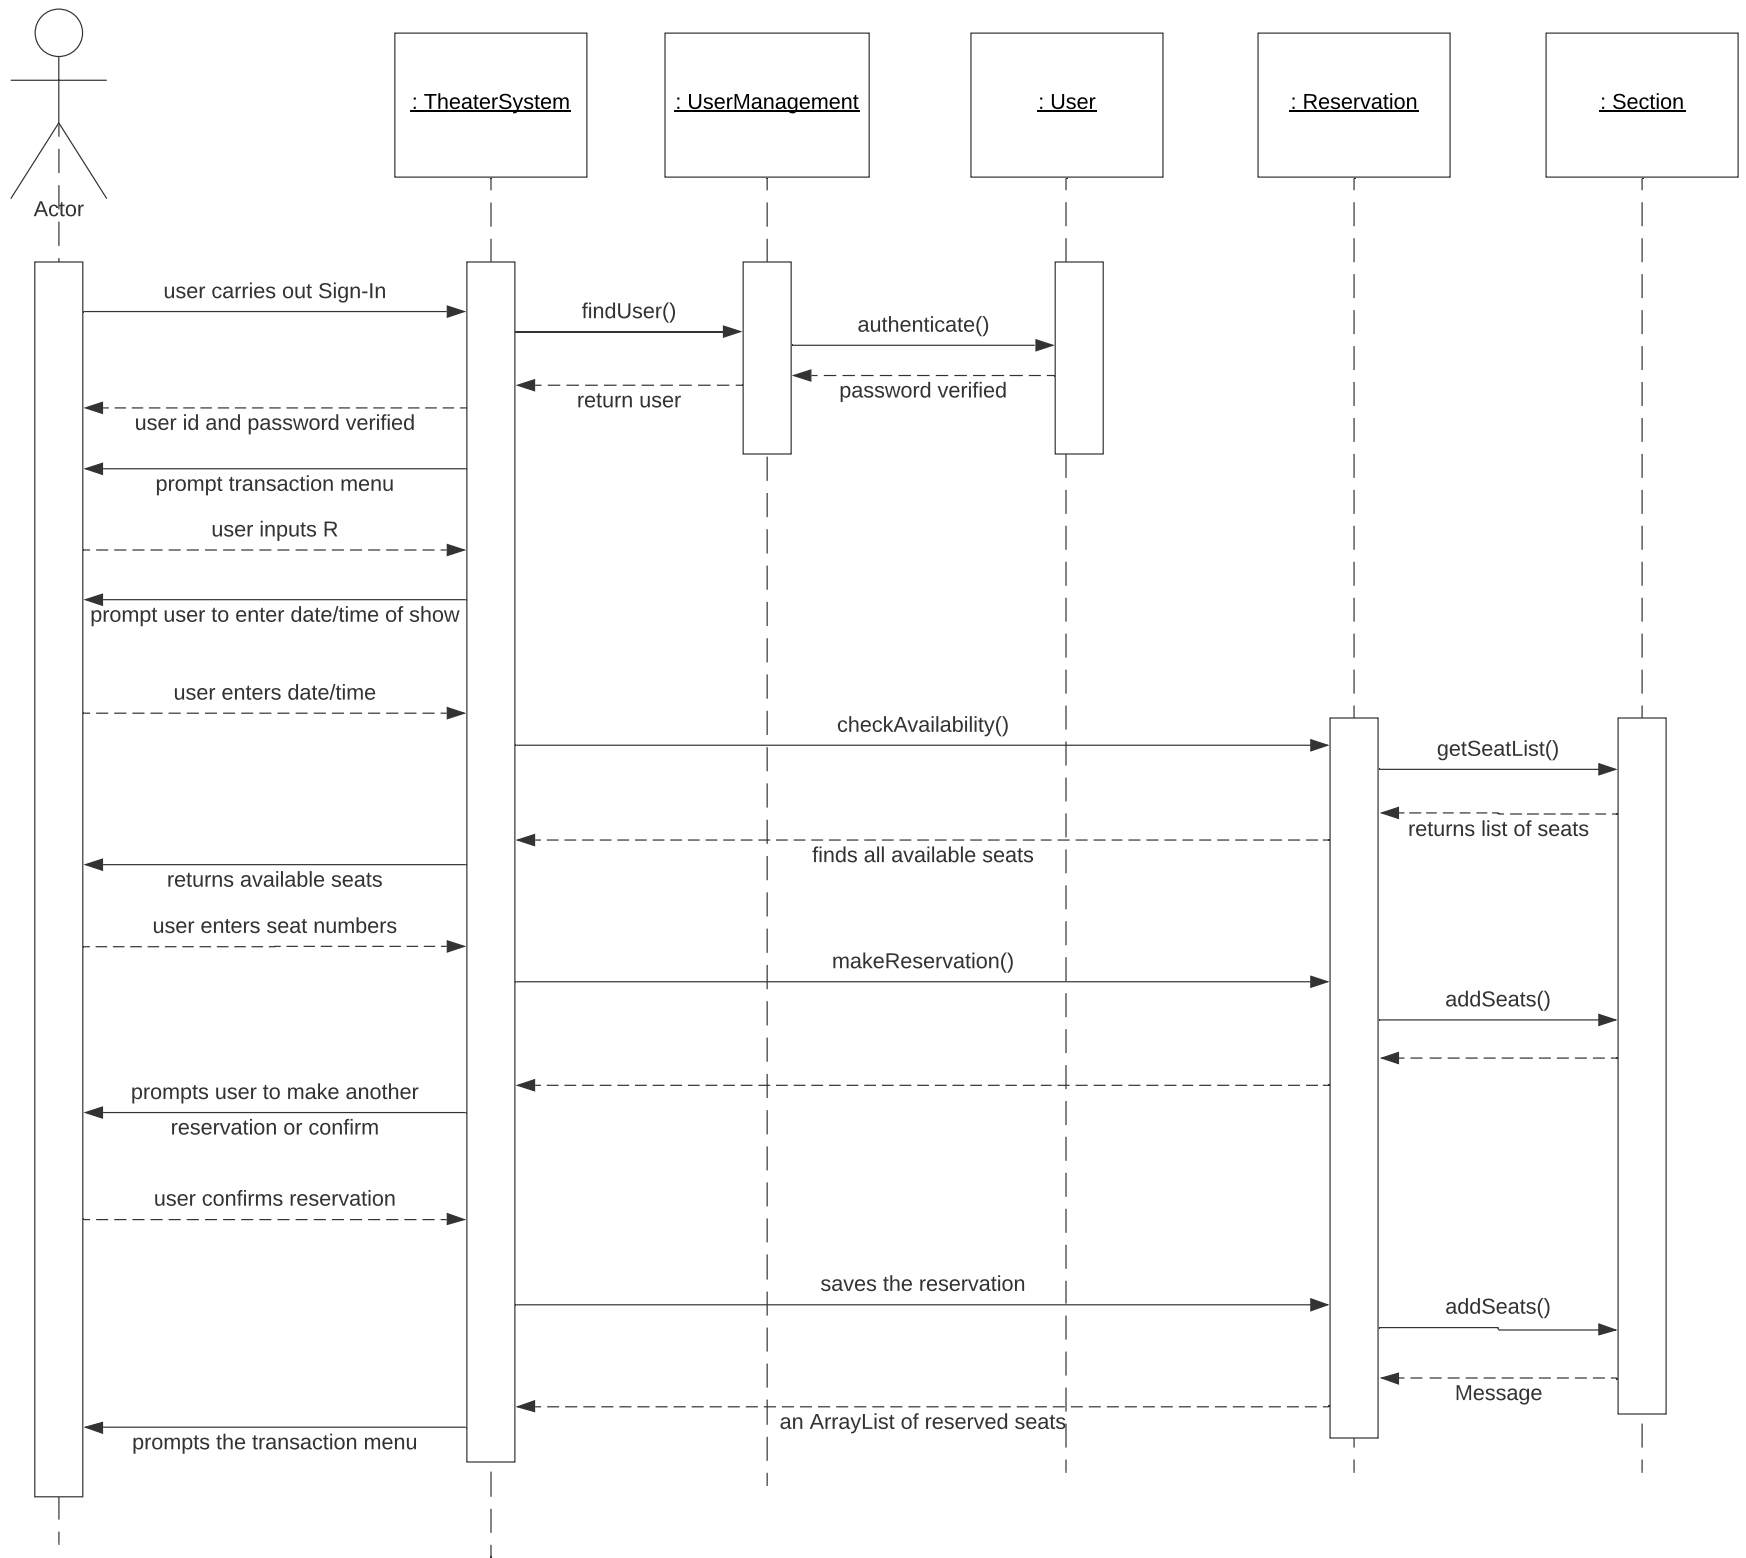 : TheaterSystem
: UserManagement
: User
: Reservation
: Section
Actor
user carries out Sign-In
findUser()
authenticate()
password verified
return user
user id and password verified
prompt transaction menu
user inputs R
prompt user to enter date/time of show
user enters date/time
checkAvailability()
getSeatList()
returns list of seats
finds all available seats
returns available seats
user enters seat numbers
makeReservation()
addSeats()
prompts user to make another
reservation or confirm
user confirms reservation
saves the reservation
addSeats()
Message
an ArrayList of reserved seats
prompts the transaction menu